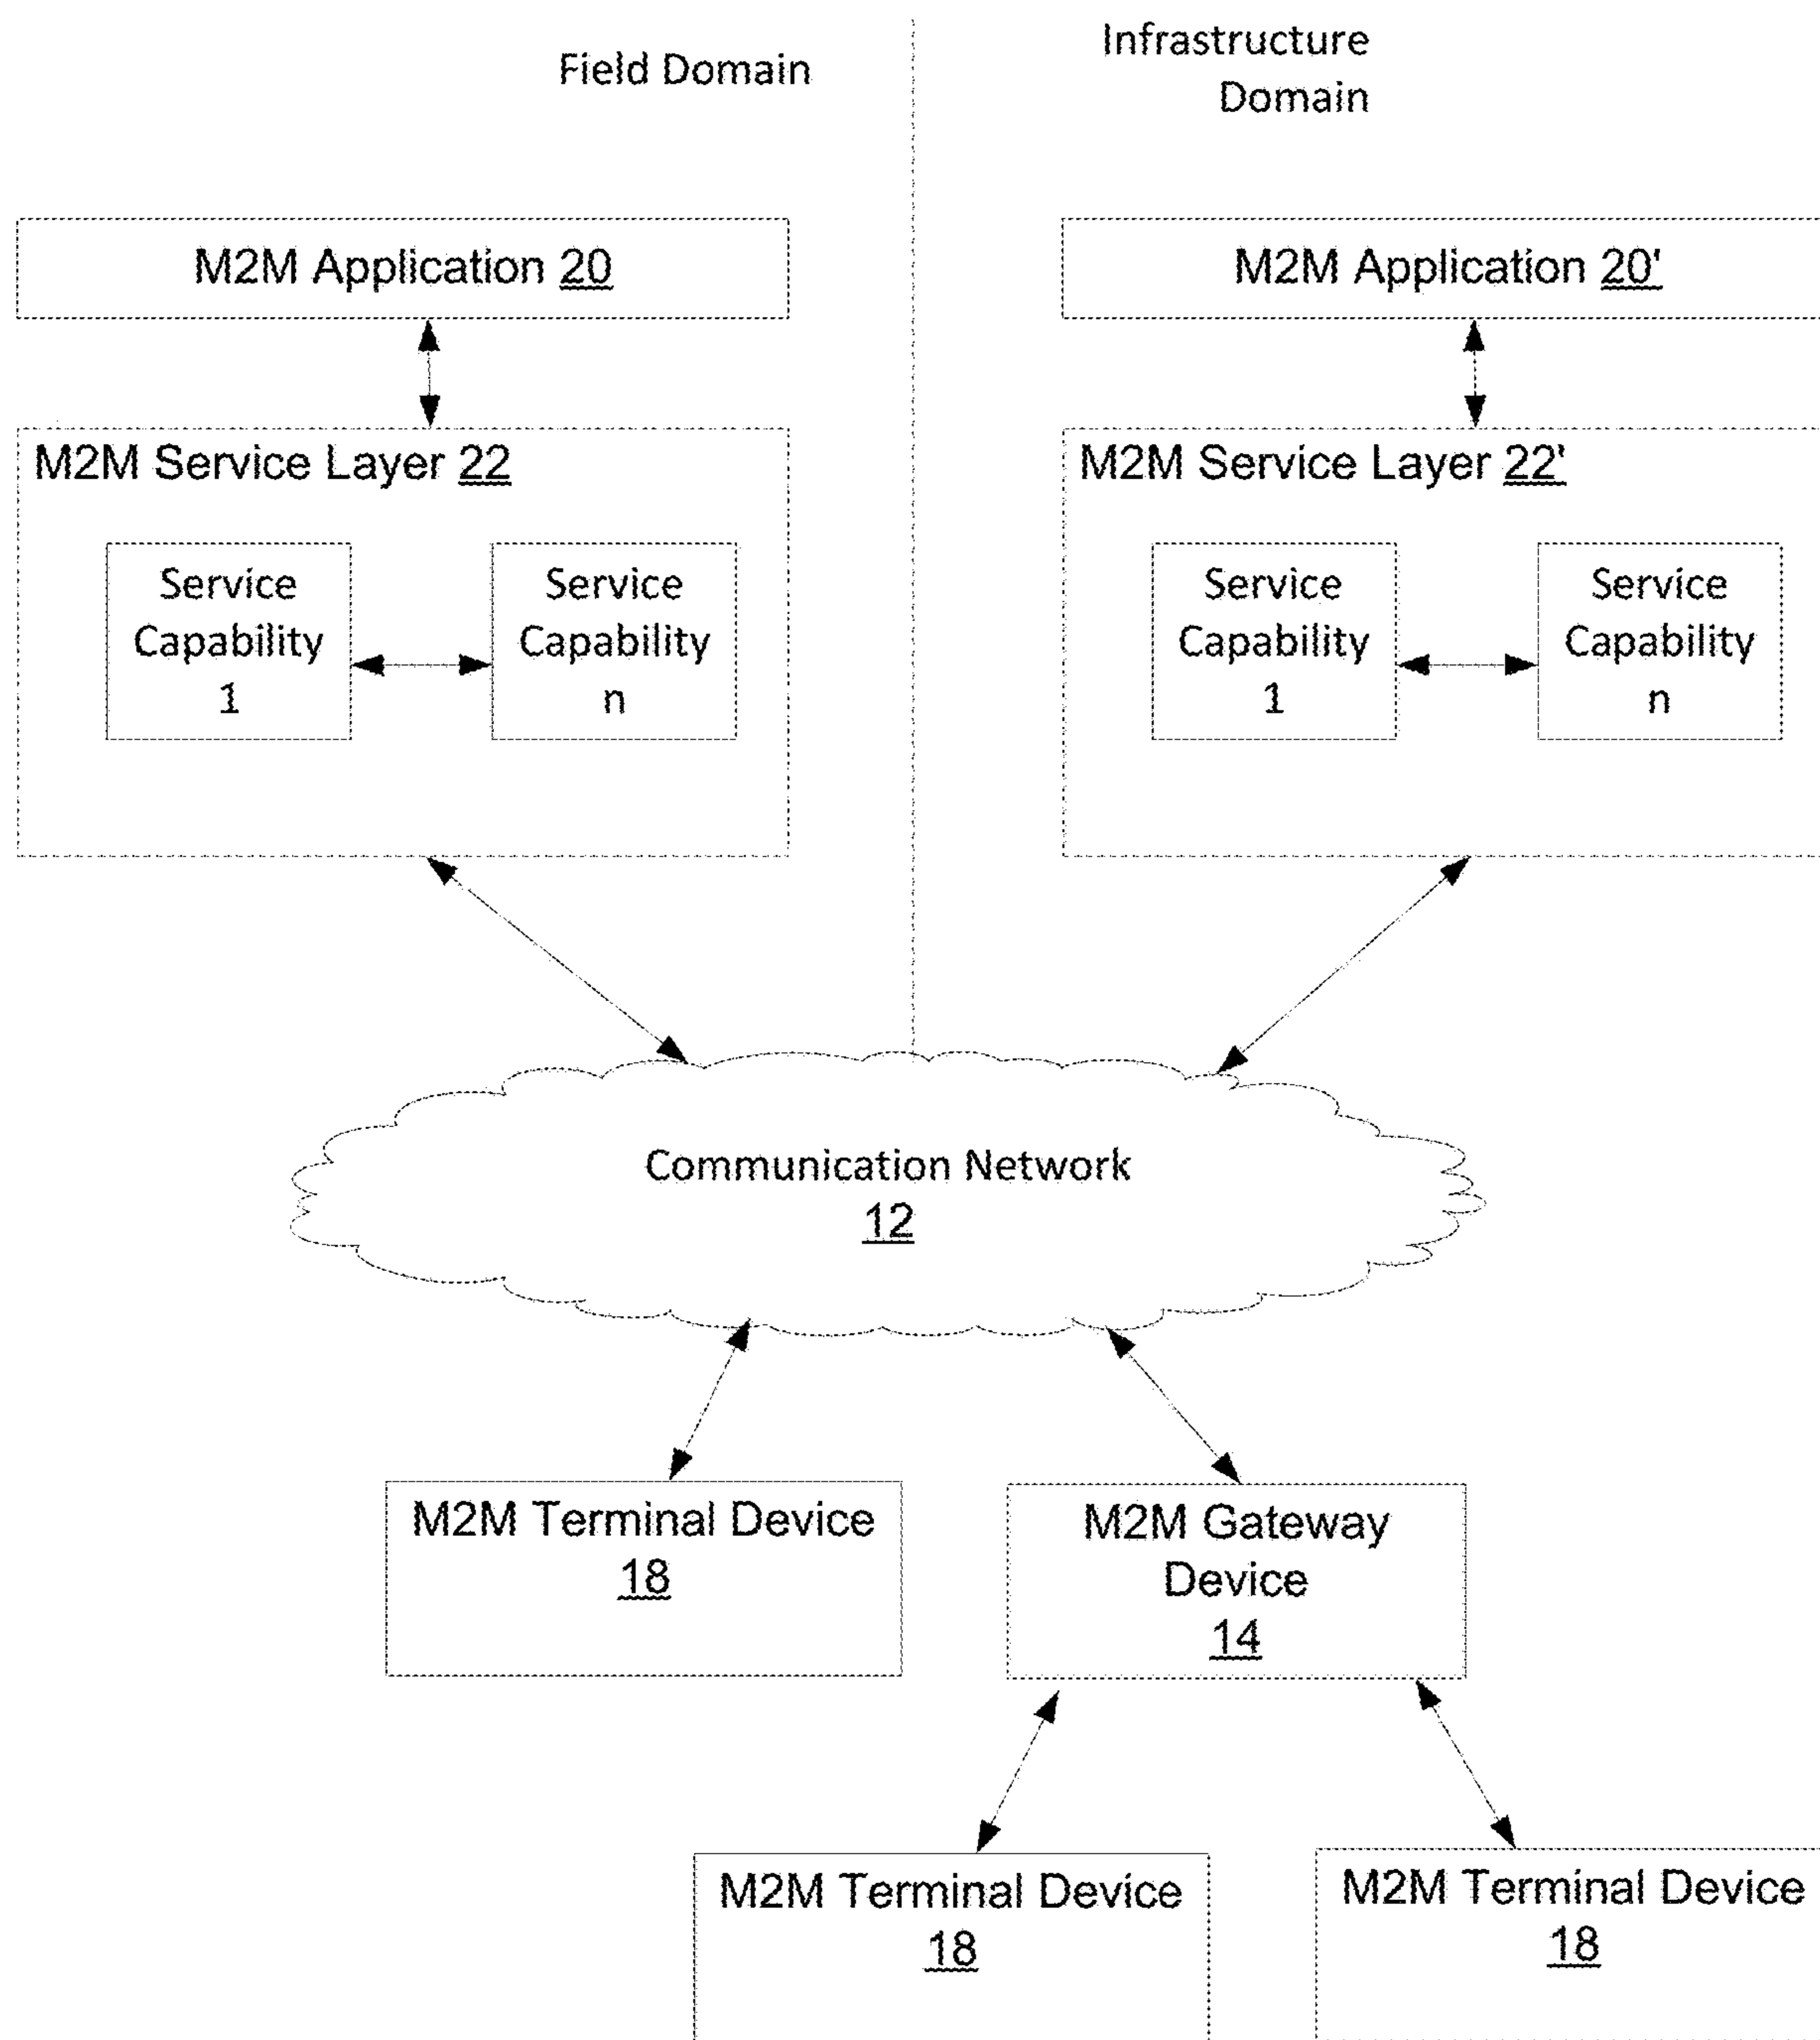 Field Domain
Infrastructure
Domain
M2M Application 20
M2M Application 20'
M2M Service Layer 22
Service
Capability
1
Service
Capability
n
M2M Service Layer 22'
Service
Capability
1
Service
Capability
n
Communication Network
12
M2M Terminal Device
18
M2M Gateway
Device
14
M2M Terminal Device
18
M2M Terminal Device
18